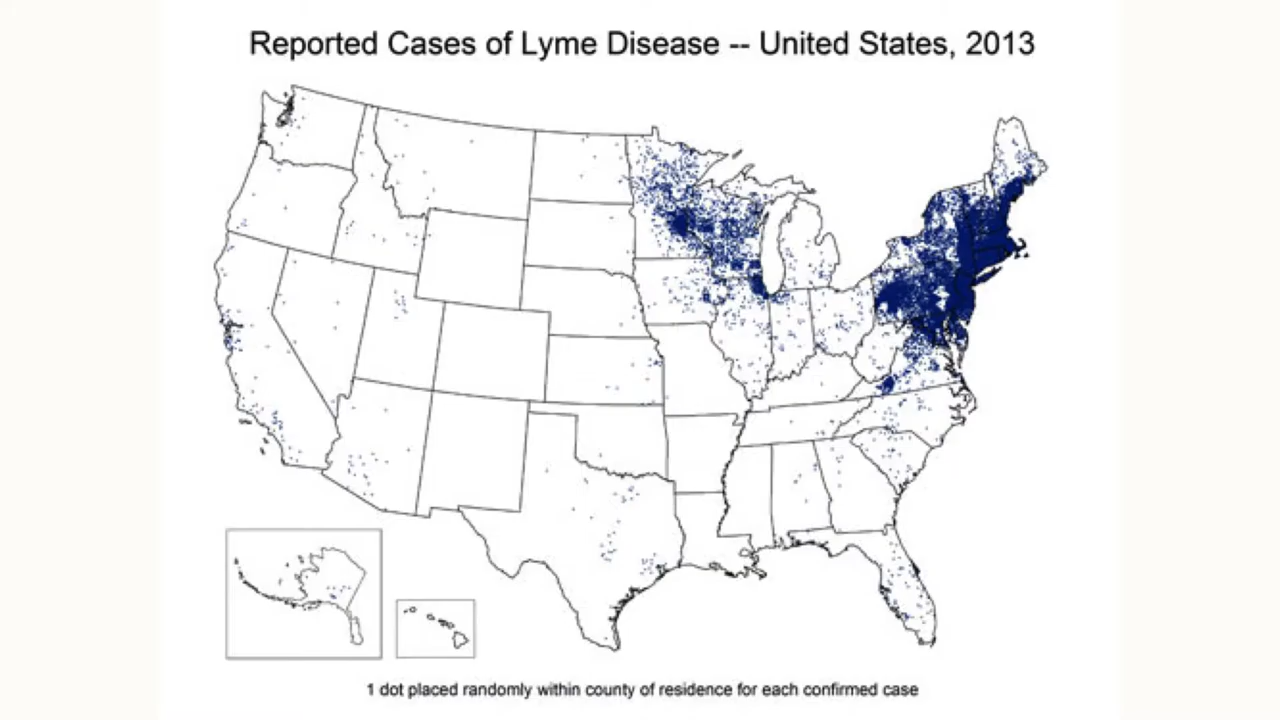 Reported Cases of Lyme Disease -- United States, 2013
1 dot placed randomly within county of residence for each confirmed case